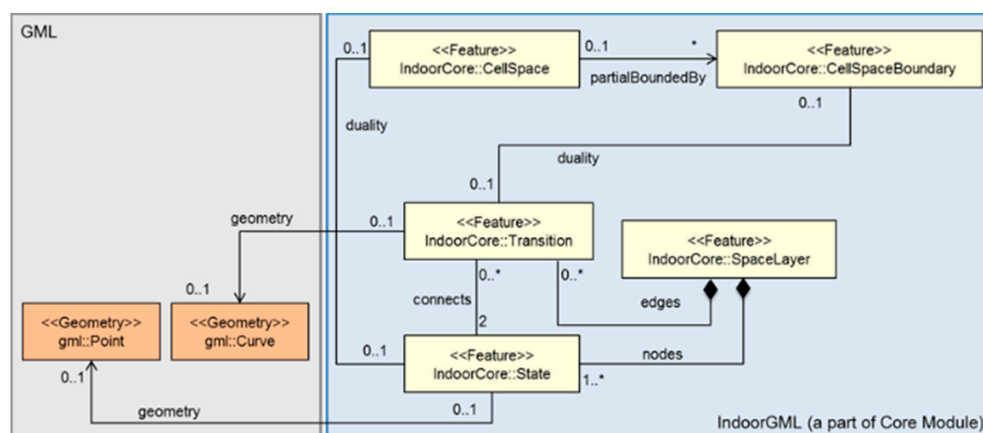 GML
0..1
<<Feature>>
IndoorCore::CellSpace
0..1
*
partialBoundedBy
<<Feature>>
IndoorCore::CellSpaceBoundary
0..1
duality
duality
0..1
geometry
0..1
<<Feature>>
IndoorCore::Transition
<<Feature>>
IndoorCore::SpaceLayer
0..*
0..*
edges
connects
0..1
2
<<Geometry>>
gml::Point
<<Geometry>>
gml::Curve
0..1
<<Feature>>
IndoorCore::State
nodes
1..*
0..1
0..1
geometry
IndoorGML (a part of Core Module)